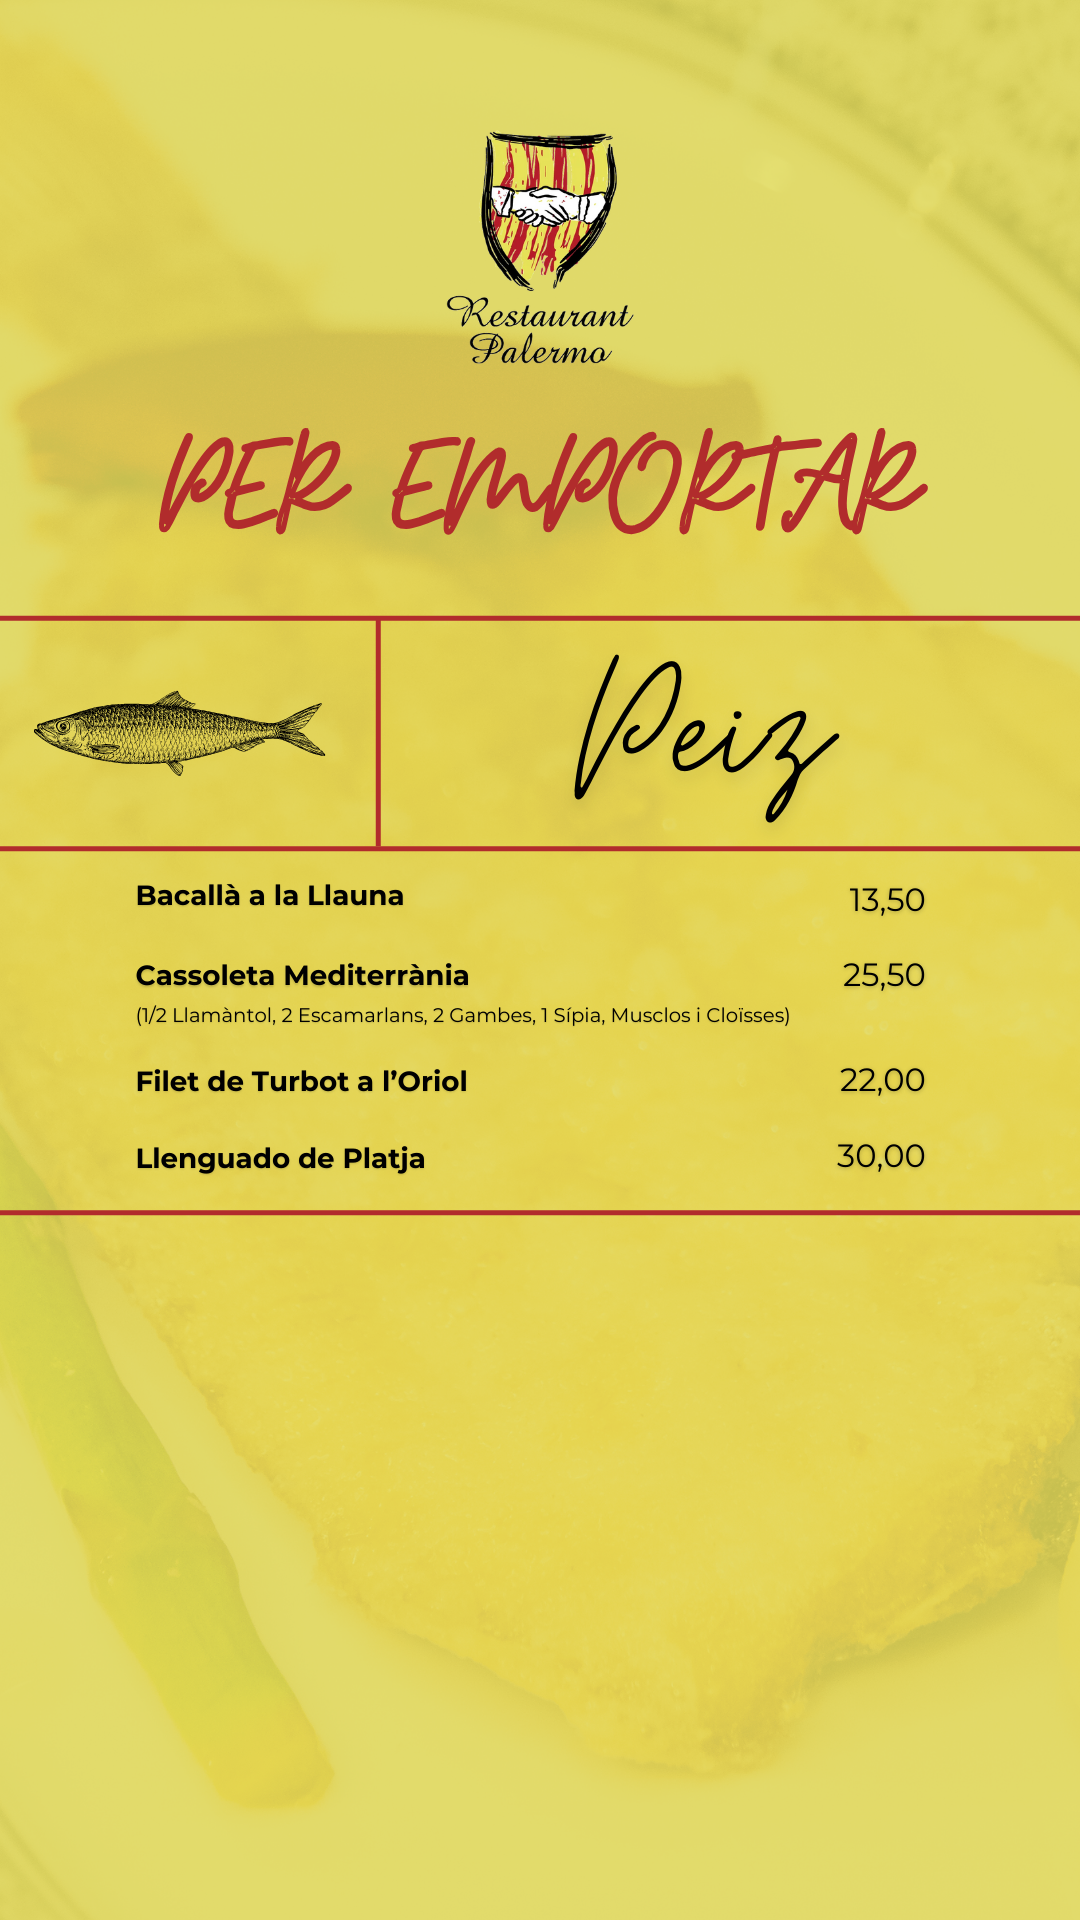 Restaurant
Palermo
PER EMPORTAR
Peiz
Bacallà a la Llauna 13,50
Cassoleta Mediterrània 25,50
(1/2 Llamàntol, 2 Escamarlans, 2 Gambes, 1 Sípia, Musclos i Cloïsses)
Filet de Turbot a l’Oriol 22,00
Llenguado de Platja 30,00